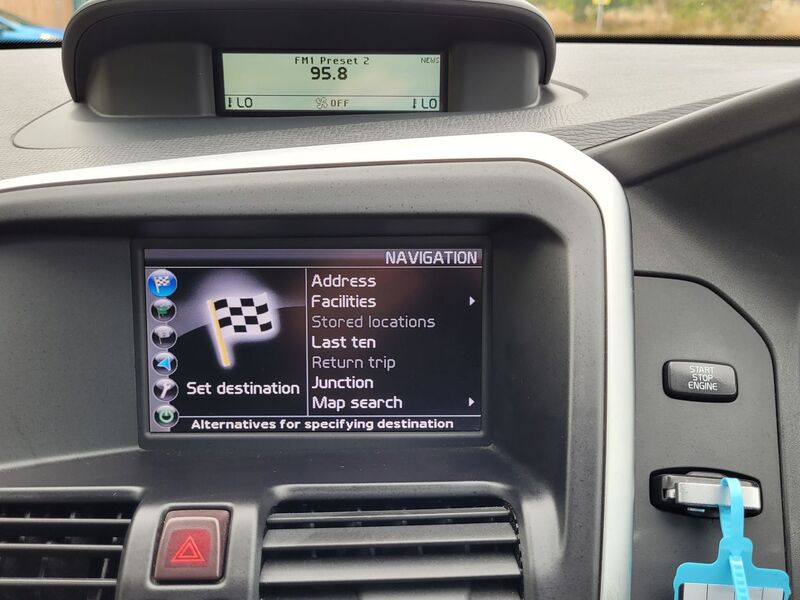 FM1 Preset 2
NEWS
95.8
LO
OFF
LO
NAVIGATION
Address
Facilities
Stored locations
Last ten
Return trip
Junction
Map search
Set destination
Alternatives for specifying destination
START
STOP
ENGINE